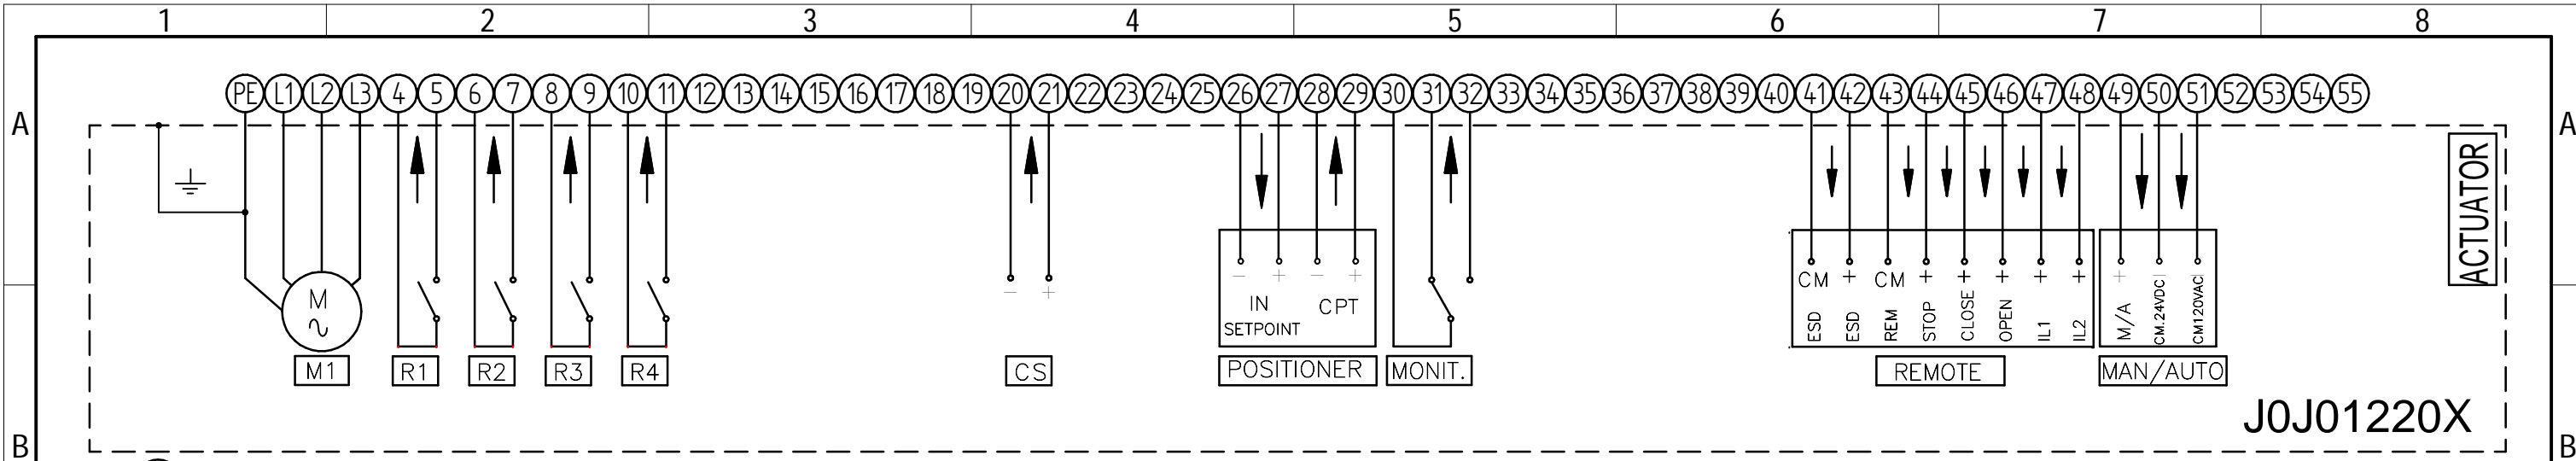 1 2 3 4 5 6 7 8
PE L1 L2 L3 4 5 6 7 8 9 10 11 12 13 14 15 16 17 18 19 20 21 22 23 24 25 26 27 28 29 30 31 32 33 34 35 36 37 38 39 40 41 42 43 44 45 46 47 48 49 50 51 52 53 54 55
A A
ACTUATOR
- + - + - +
CM + CM + + + + + + - -
M
~
IN CPT
SETPOINT
ESD ESD REM STOP CLOSE OPEN IL1 IL2 M/A CM.24VDC CM120VAC
M1 R1 R2 R3 R4 CS POSITIONER MONIT. REMOTE MAN/AUTO
J0J01220X
B B